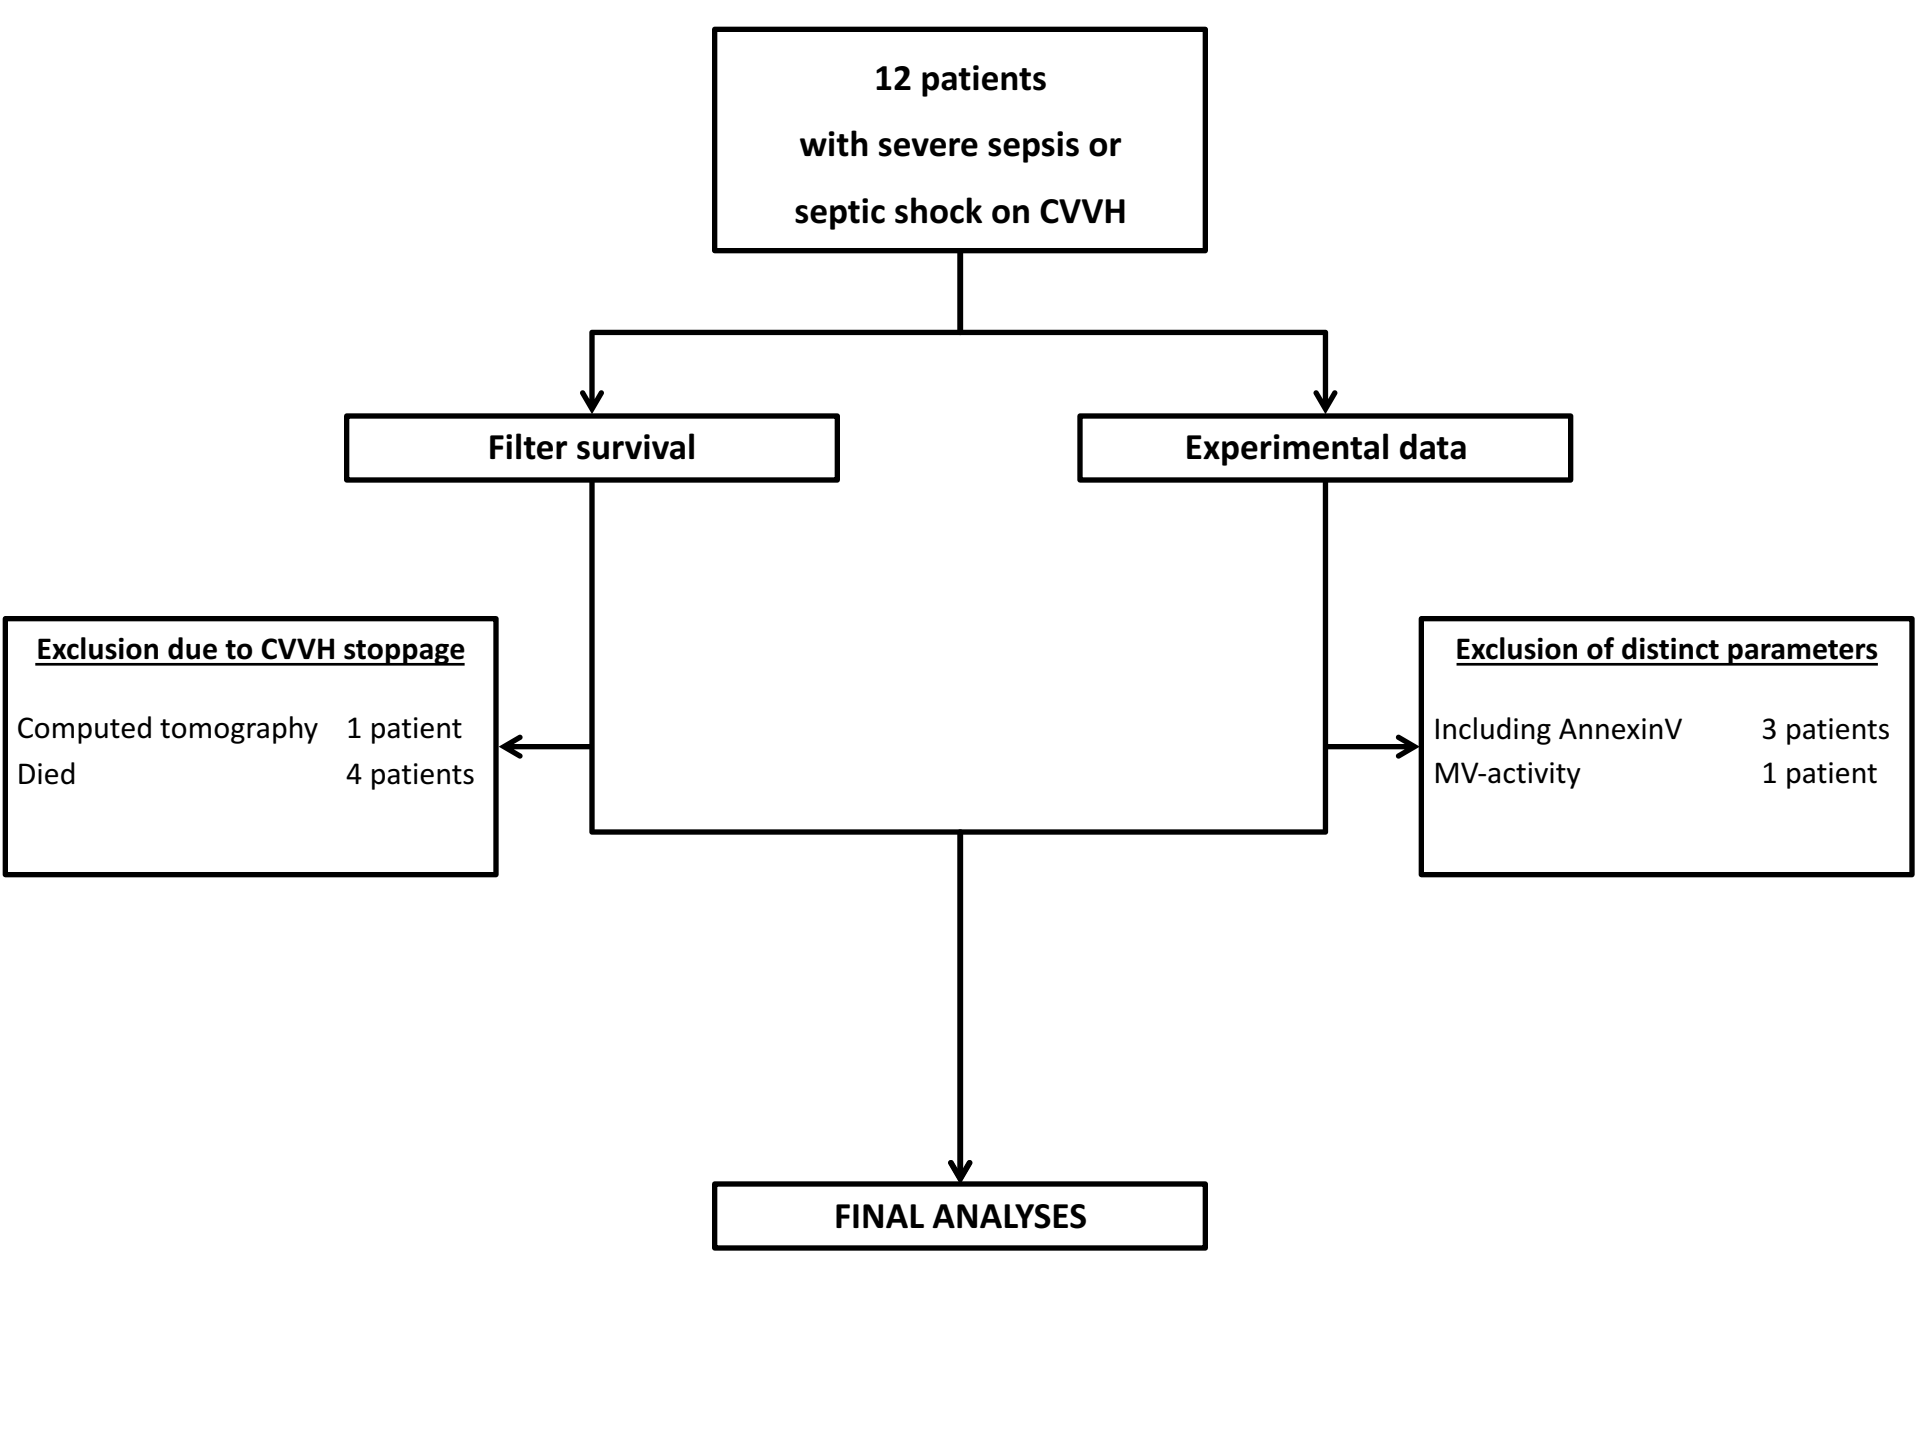 12 patients
with severe sepsis or
septic shock on CVVH
Filter survival
Experimental data
Exclusion due to CVVH stoppage
Computed tomography 1 patient
Died 4 patients
Exclusion of distinct parameters
Including AnnexinV 3 patients
MV-activity 1 patient
FINAL ANALYSES